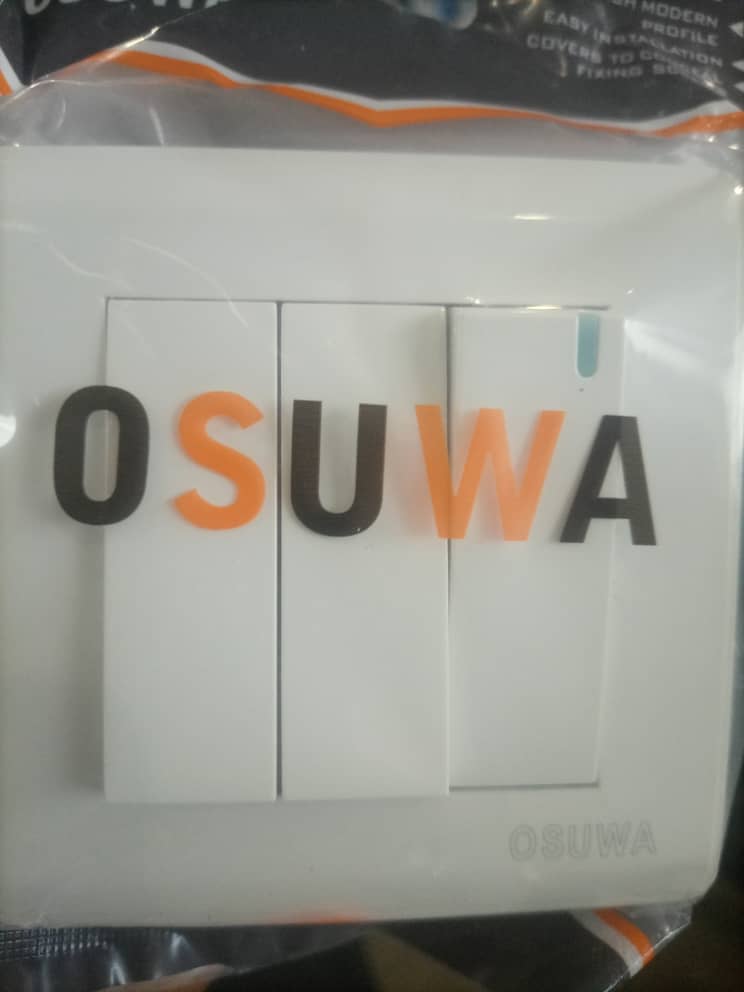 MODERN
PROFILE
EASY INSTALLATION
COVERS TO
FIXING
OSUWA
OSUWA